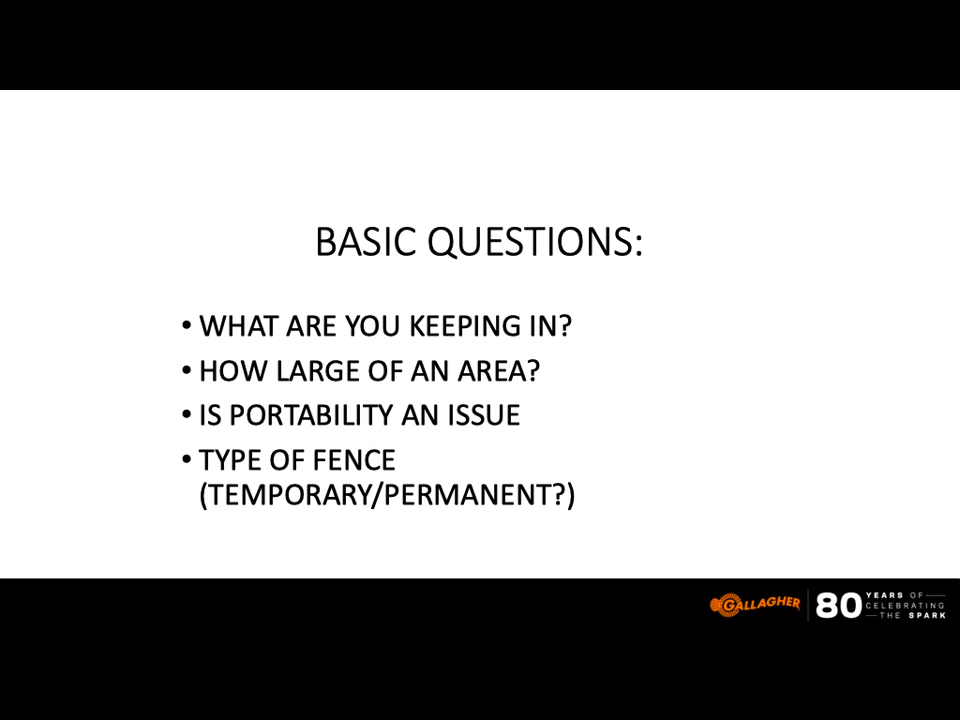 BASIC QUESTIONS:
• WHAT ARE YOU KEEPING IN?
• HOW LARGE OF AN AREA?
• IS PORTABILITY AN ISSUE
• TYPE OF FENCE
(TEMPORARY/PERMANENT?)
GALLAGHER
80
YEARS OF
CELEBRATING
THE SPARK